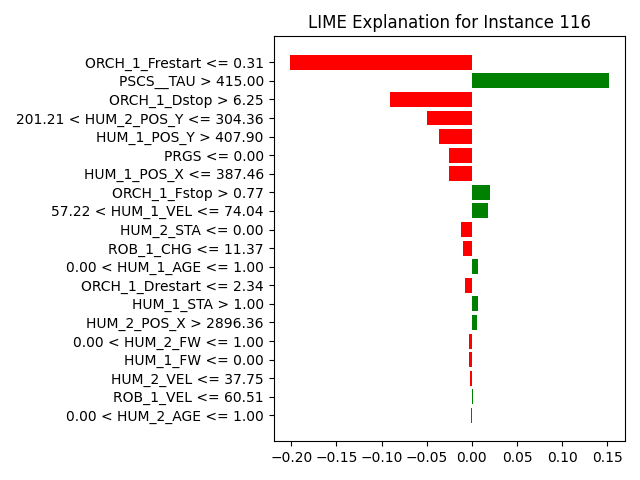 LIME Explanation for Instance 116
ORCH_1_Frestart <= 0.31
PSCS__TAU > 415.00
ORCH_1_Dstop > 6.25
201.21 < HUM_2_POS_Y <= 304.36
HUM_1_POS_Y > 407.90
PRGS <= 0.00
HUM_1_POS_X <= 387.46
ORCH_1_Fstop > 0.77
57.22 < HUM_1_VEL <= 74.04
HUM_2_STA <= 0.00
ROB_1_CHG <= 11.37
0.00 < HUM_1_AGE <= 1.00
ORCH_1_Drestart <= 2.34
HUM_1_STA > 1.00
HUM_2_POS_X > 2896.36
0.00 < HUM_2_FW <= 1.00
HUM_1_FW <= 0.00
HUM_2_VEL <= 37.75
ROB_1_VEL <= 60.51
0.00 < HUM_2_AGE <= 1.00
−0.20 −0.15 −0.10 −0.05 0.00 0.05 0.10 0.15